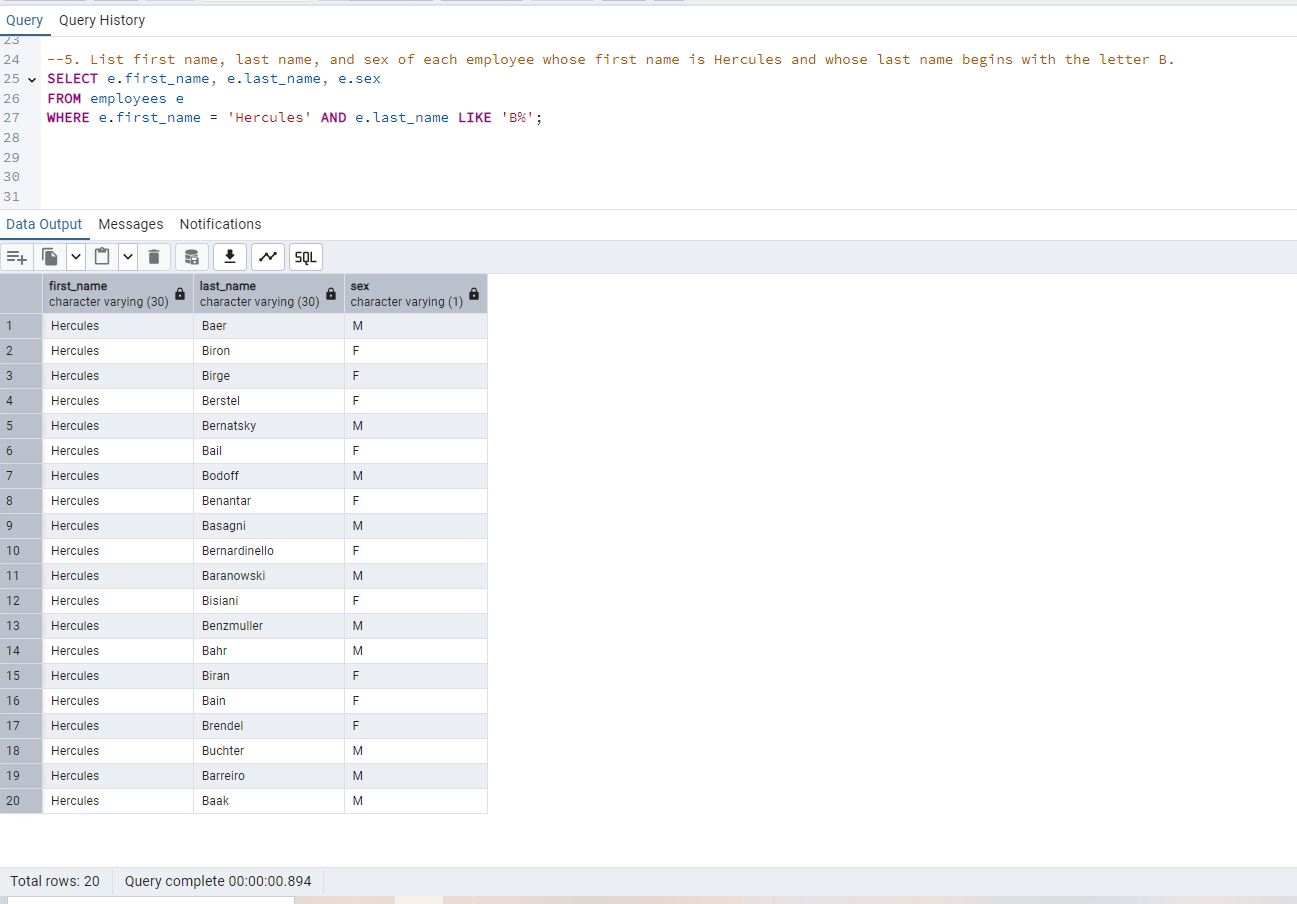 Query Query History
23
24 --5. List first name, last name, and sex of each employee whose first name is Hercules and whose last name begins with the letter B.
25 SELECT e.first_name, e.last_name, e.sex
26 FROM employees e
27 WHERE e.first_name = 'Hercules' AND e.last_name LIKE 'B%';
28
29
30
31
Data Output Messages Notifications
SQL
first_name last_name sex
character varying (30) character varying (30) character varying (1)
1 Hercules Baer M
2 Hercules Biron F
3 Hercules Birge F
4 Hercules Berstel F
5 Hercules Bernatsky M
6 Hercules Bail F
7 Hercules Bodoff M
8 Hercules Benantar F
9 Hercules Basagni M
10 Hercules Bernardinello F
11 Hercules Baranowski M
12 Hercules Bisiani F
13 Hercules Benzmuller M
14 Hercules Bahr M
15 Hercules Biran F
16 Hercules Bain F
17 Hercules Brendel F
18 Hercules Buchter M
19 Hercules Barreiro M
20 Hercules Baak M
Total rows: 20 Query complete 00:00:00.894